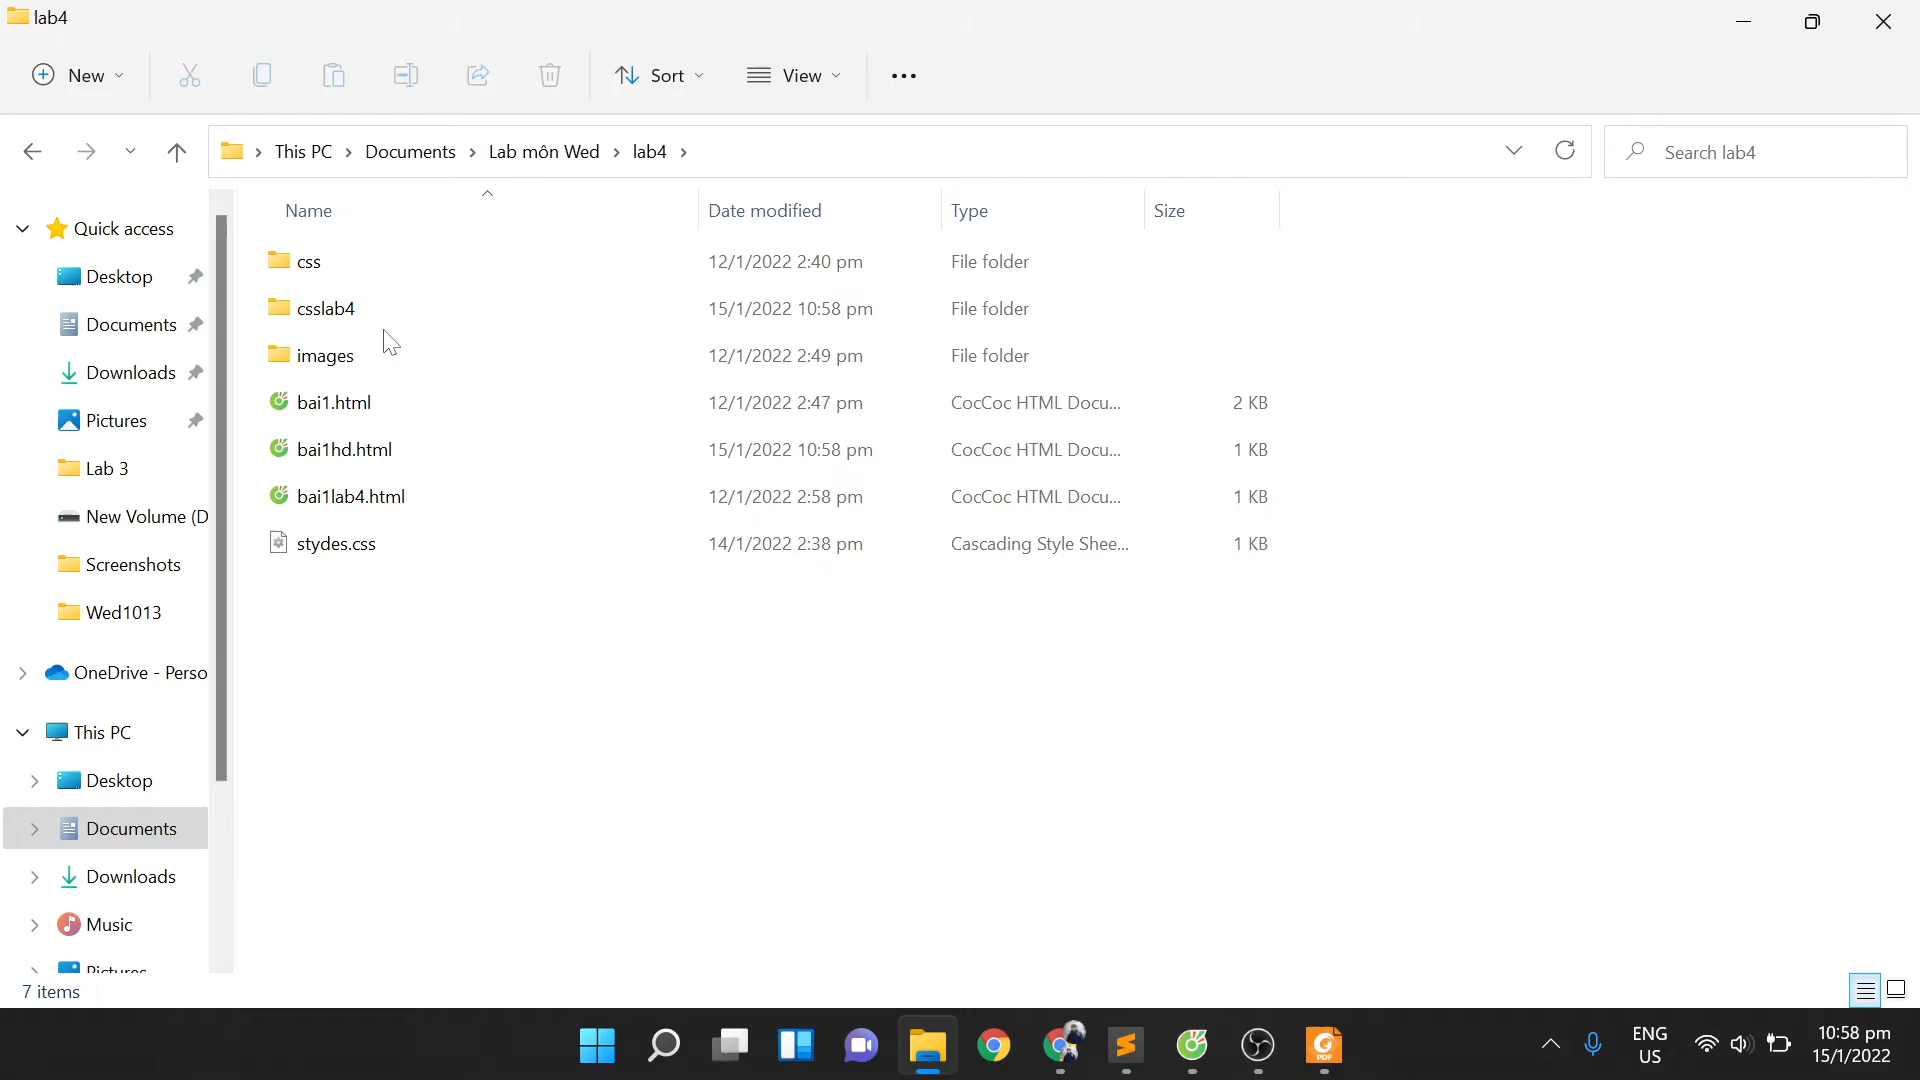 lab4
New
Sort
View
This PC
Documents
Lab môn Wed
lab4
Search lab4
Name
Date modified
Type
Size
Quick access
Desktop
Documents
Downloads
Pictures
Lab 3
New Volume (D
Screenshots
Wed1013
OneDrive - Perso
This PC
Desktop
Documents
Downloads
Music
Pictures
css 12/1/2022 2:40 pm File folder
csslab4 15/1/2022 10:58 pm File folder
images 12/1/2022 2:49 pm File folder
bai1.html 12/1/2022 2:47 pm CocCoc HTML Docu... 2 KB
bai1hd.html 15/1/2022 10:58 pm CocCoc HTML Docu... 1 KB
bai1lab4.html 12/1/2022 2:58 pm CocCoc HTML Docu... 1 KB
stydes.css 14/1/2022 2:38 pm Cascading Style Shee... 1 KB
7 items
PDF
ENG
US
10:58 pm
15/1/2022